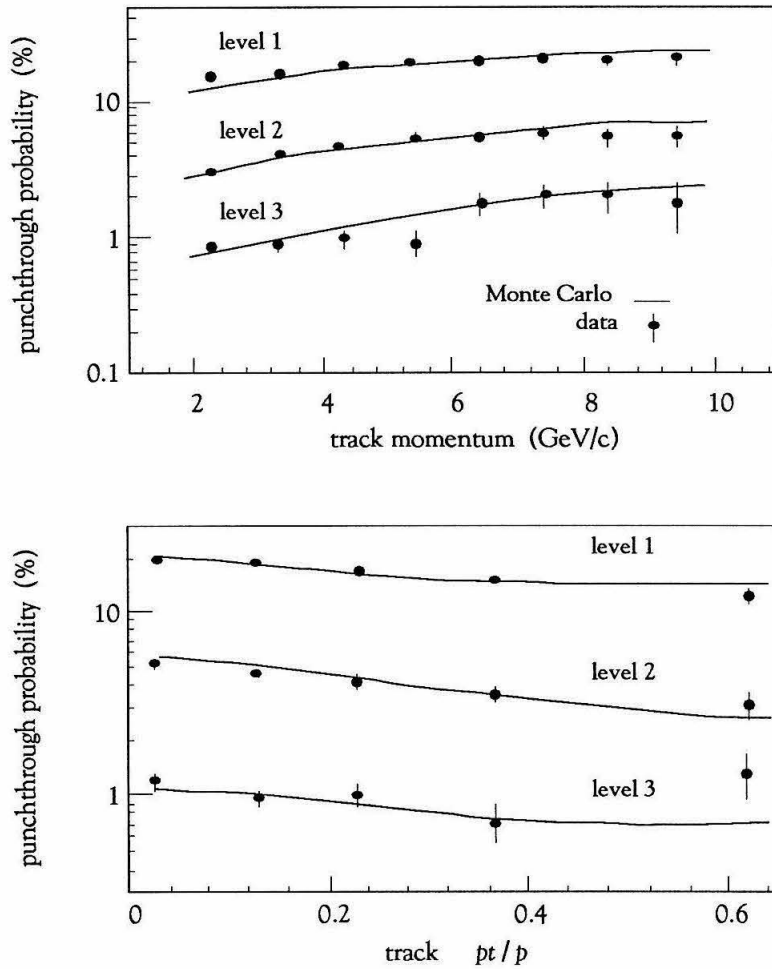 punchthrough probability (%)
10
1
0.1
level 1
level 2
level 3
Monte Carlo
data
2 4 6 8 10
track momentum (GeV/c)
punchthrough probability (%)
10
1
level 1
level 2
level 3
0 0.2 0.4 0.6
track pt/p